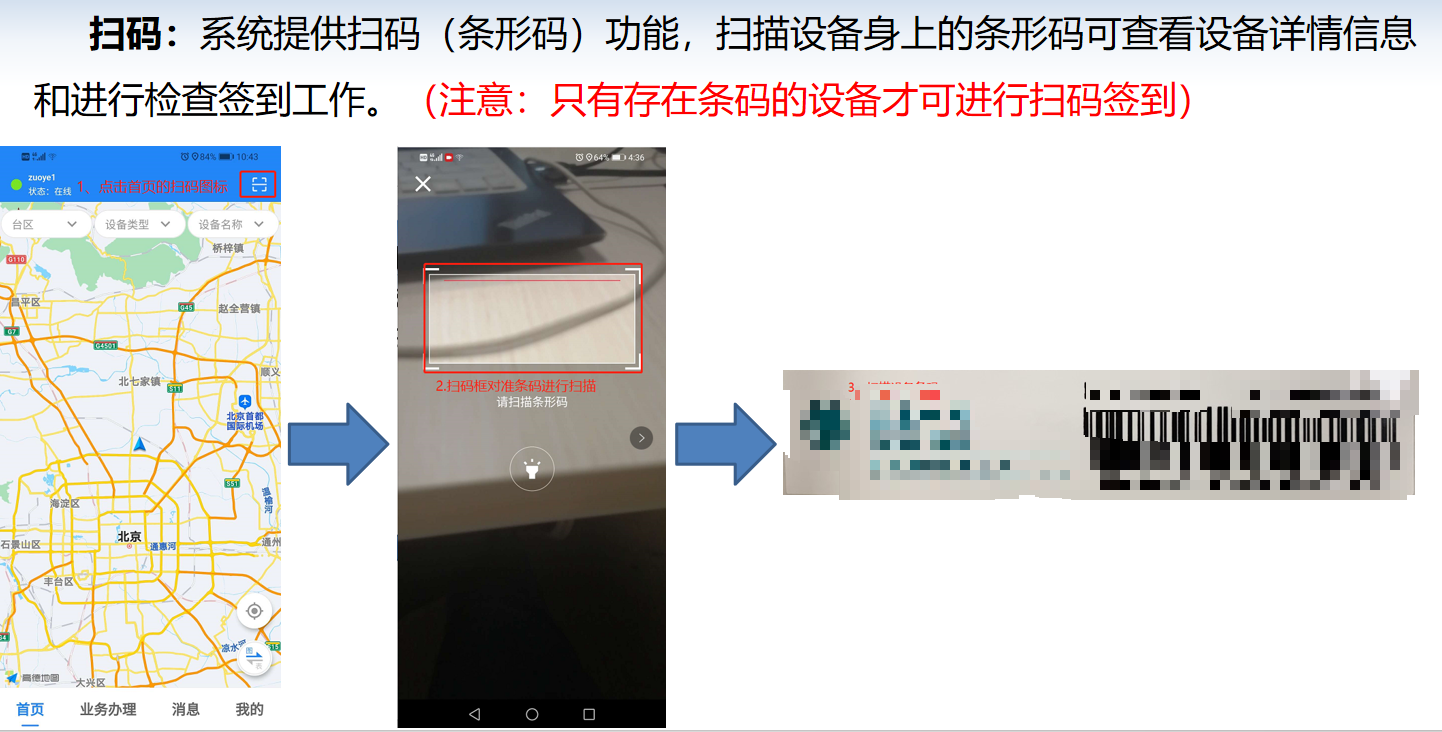 扫码：系统提供扫码（条形码）功能，扫描设备身上的条形码可查看设备详情信息
和进行检查签到工作。（注意：只有存在条码的设备才可进行扫码签到）
84% 10:43
zuoye1
状态：在线
1、点击首页的扫码图标
台区
设备类型
设备名称
桥梓镇
G110
昌平区
G45
赵全营镇
G7
G4501
北七家镇
顺义
S11
北京首都
国际机场
S51
温榆河
海淀区
北京
石景山区
通惠河
通州
丰台区
G4
凉水河
S15
图
高德地图
大兴区
首页
业务办理
消息
我的
64% 4:36
2.扫码框对准条码进行扫描
请扫描条形码
3